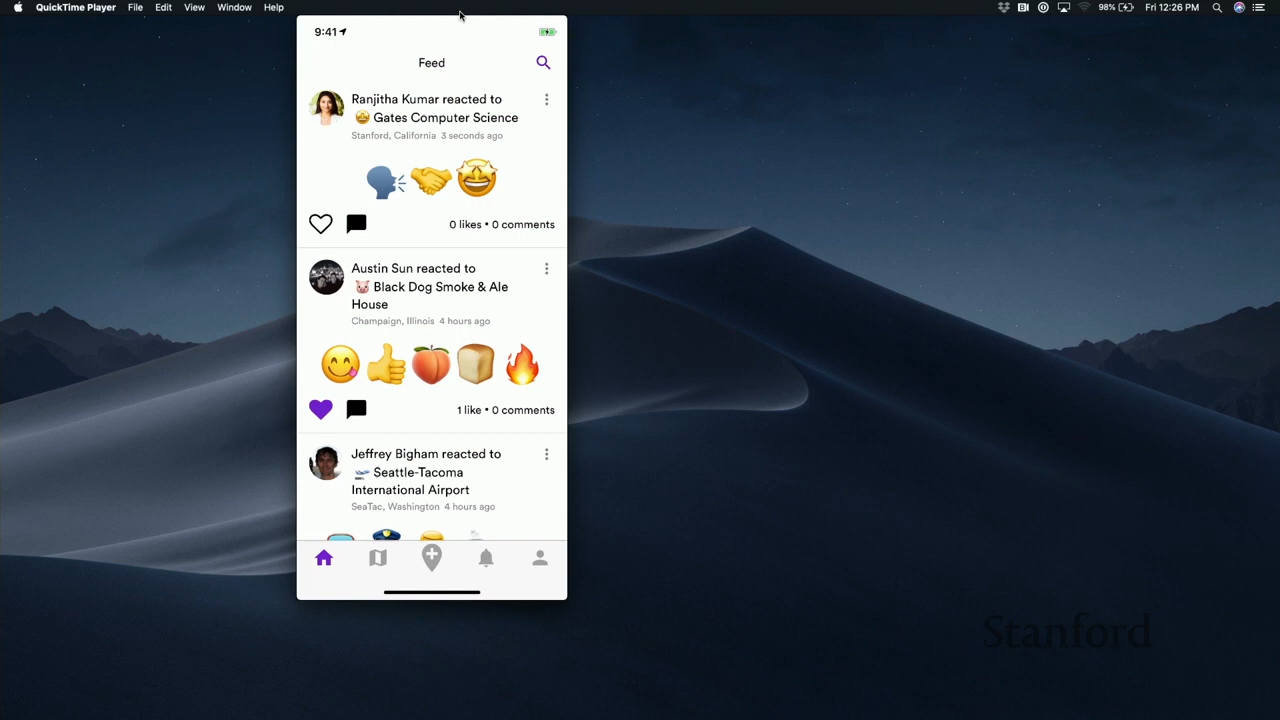 QuickTime Player File Edit View Window Help 98% Fri 12:26 PM
9:41
Feed
Ranjitha Kumar reacted to
🤩 Gates Computer Science
Stanford, California 3 seconds ago
0 likes • 0 comments
Austin Sun reacted to
🐷 Black Dog Smoke & Ale
House
Champaign, Illinois 4 hours ago
1 like • 0 comments
Jeffrey Bigham reacted to
🛫 Seattle-Tacoma
International Airport
SeaTac, Washington 4 hours ago
Stanford